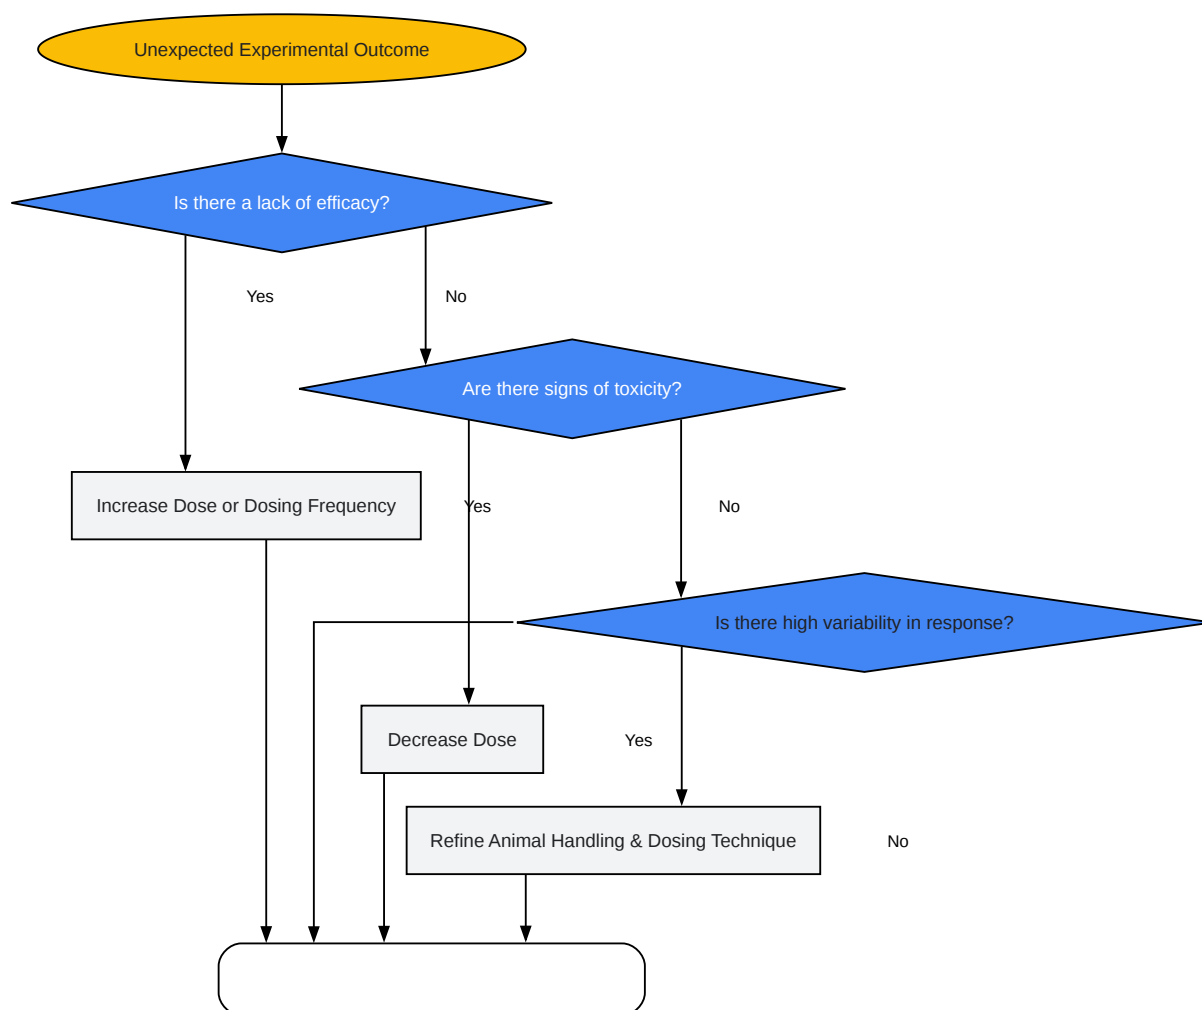 Unexpected Experimental Outcome
Is there a lack of efficacy?
Yes
No
Are there signs of toxicity?
Increase Dose or Dosing Frequency
Yes
No
Is there high variability in response?
Decrease Dose
Yes
Refine Animal Handling & Dosing Technique
No